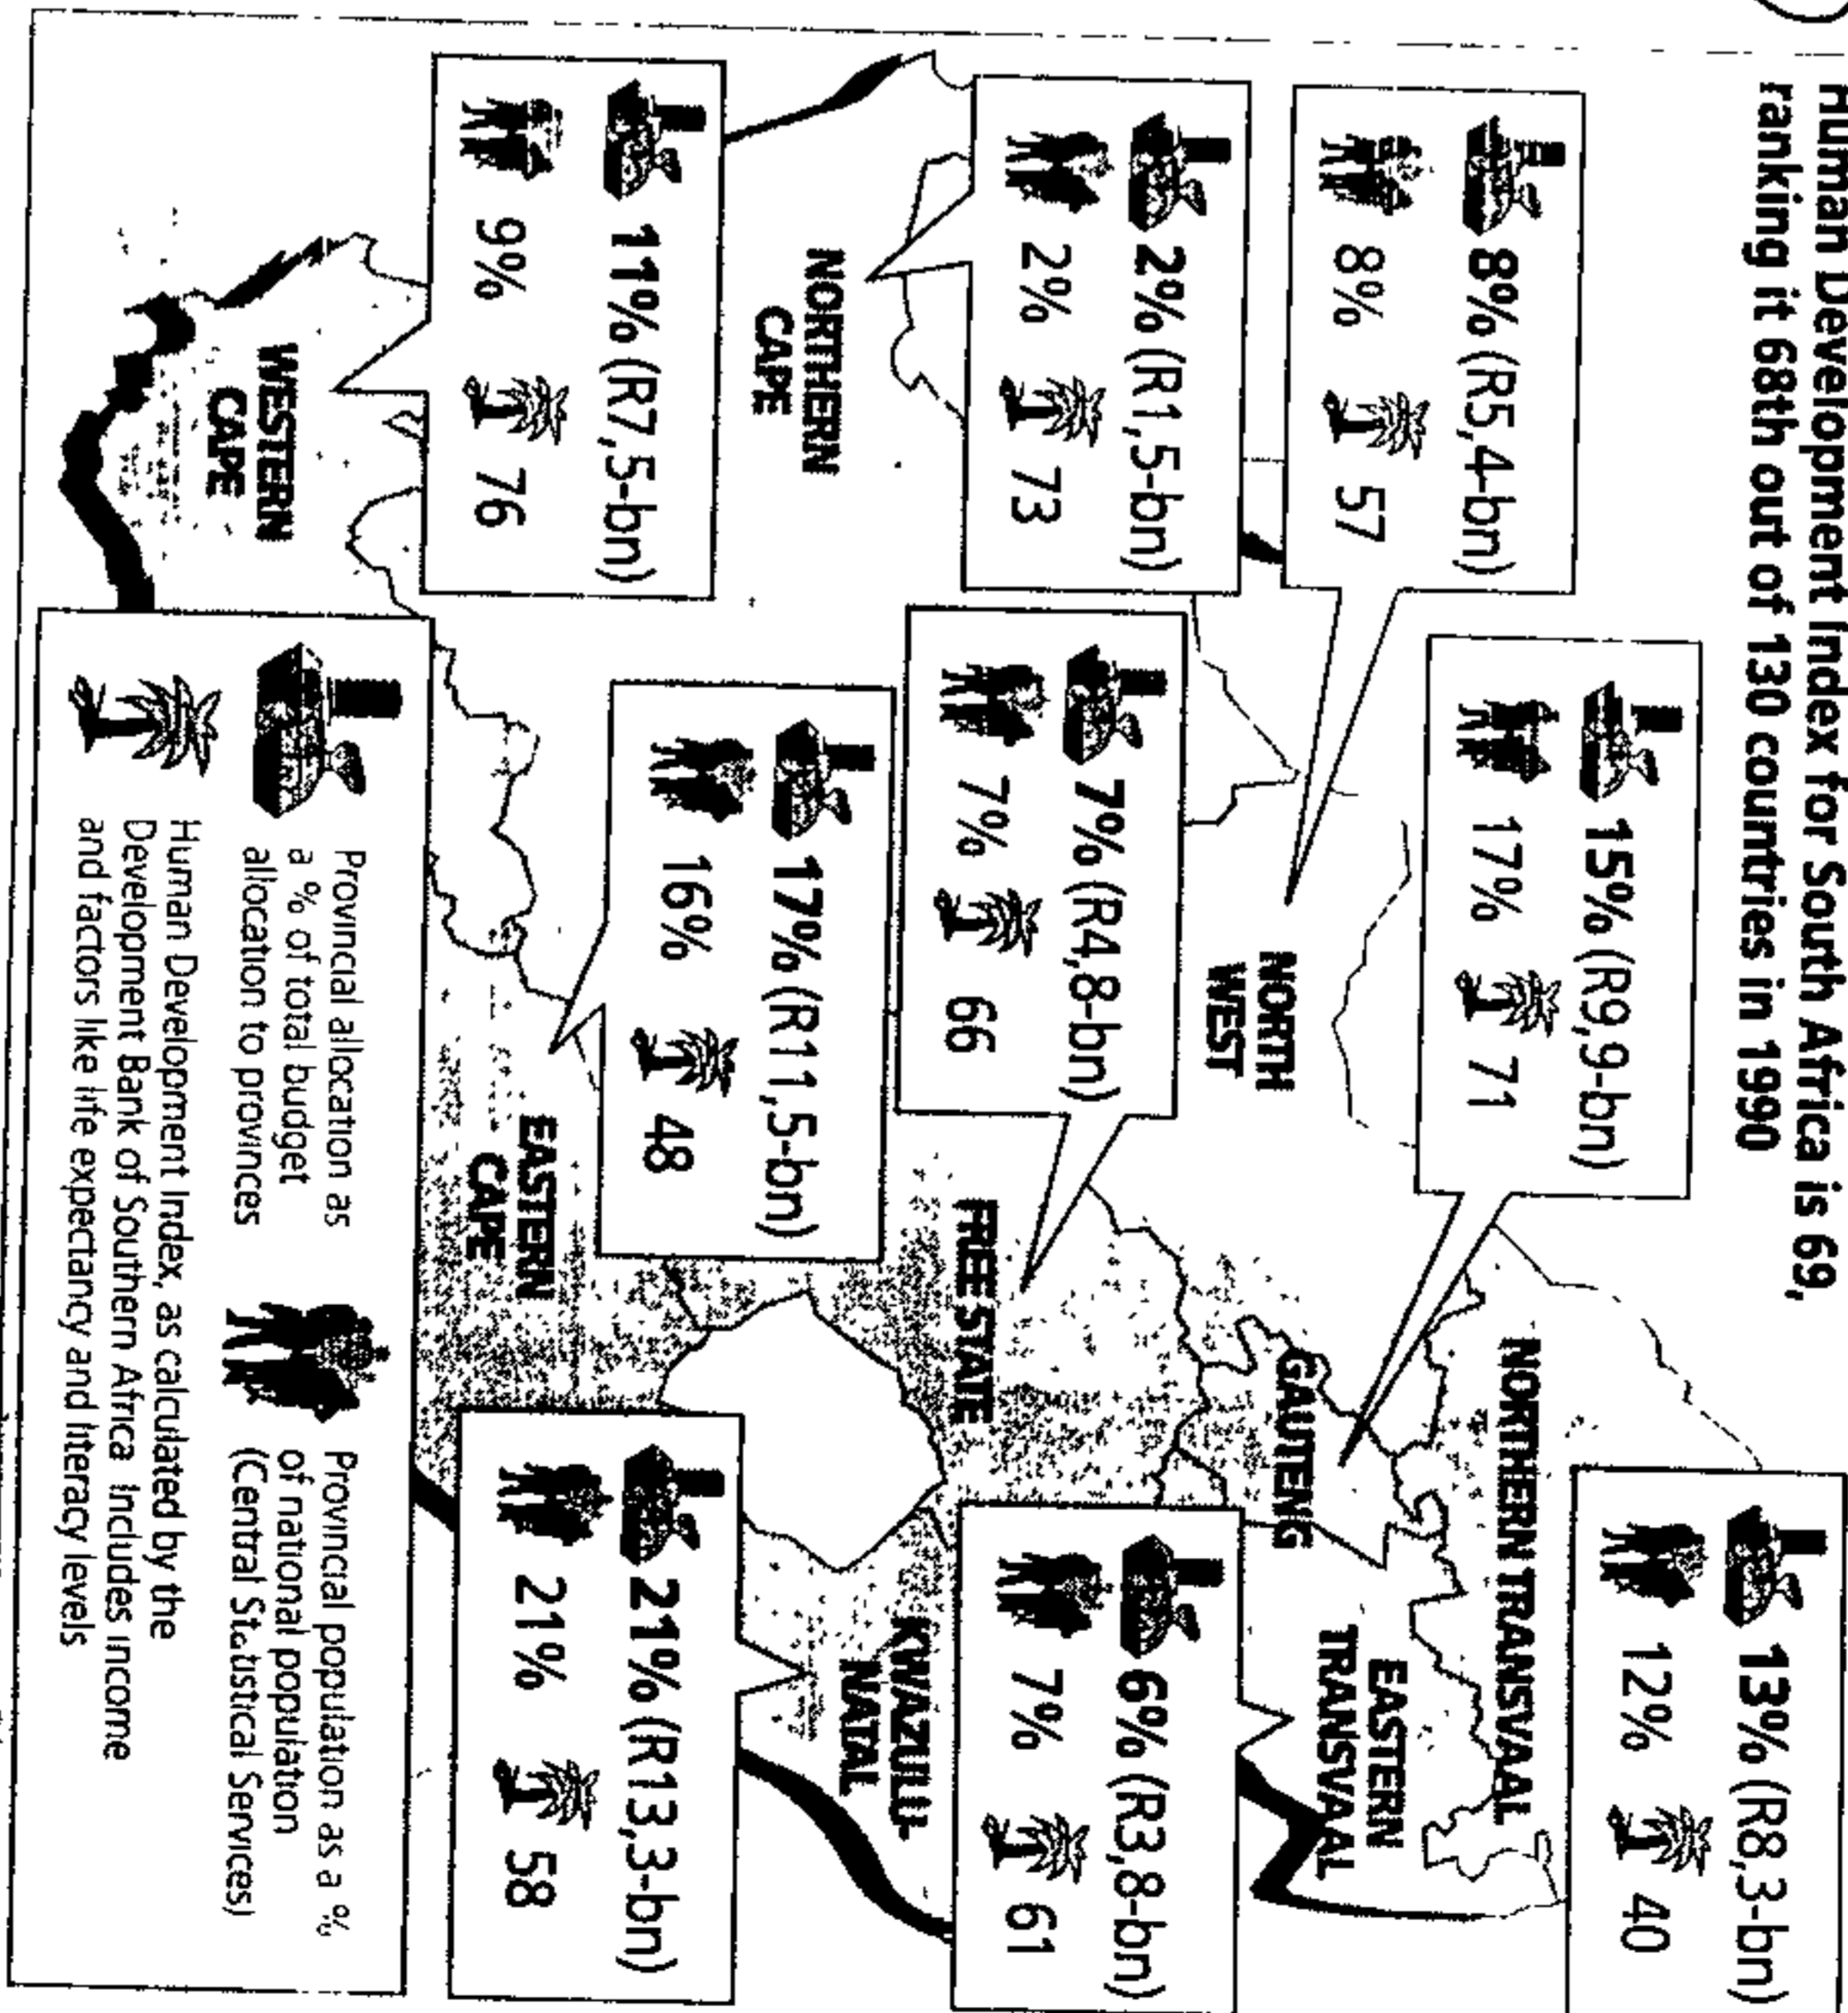 Human Development Index for South Africa is 69,
ranking it 68th out of 130 countries in 1990
13% (R8,3-bn)
12% 40
15% (R9,9-bn)
17% 71
8% (R5,4-bn)
8% 57
NORTHERN TRANSVAAL
EASTERN
TRANSVAAL
GAUTENG
NORTH
WEST
2% (R1,5-bn)
2% 73
7% (R4,8-bn)
7% 66
6% (R3,8-bn)
7% 61
FREE STATE
KWAZULU-
NATAL
NORTHERN
CAPE
17% (R11,5-bn)
16% 48
21% (R13,3-bn)
21% 58
11% (R7,5-bn)
9% 76
EASTERN
CAPE
WESTERN
CAPE
Provincial allocation as
a % of total budget
allocation to provinces
Provincial population as a %
of national population
(Central Statistical Services)
Human Development Index, as calculated by the
Development Bank of Southern Africa Includes income
and factors like life expectancy and literacy levels